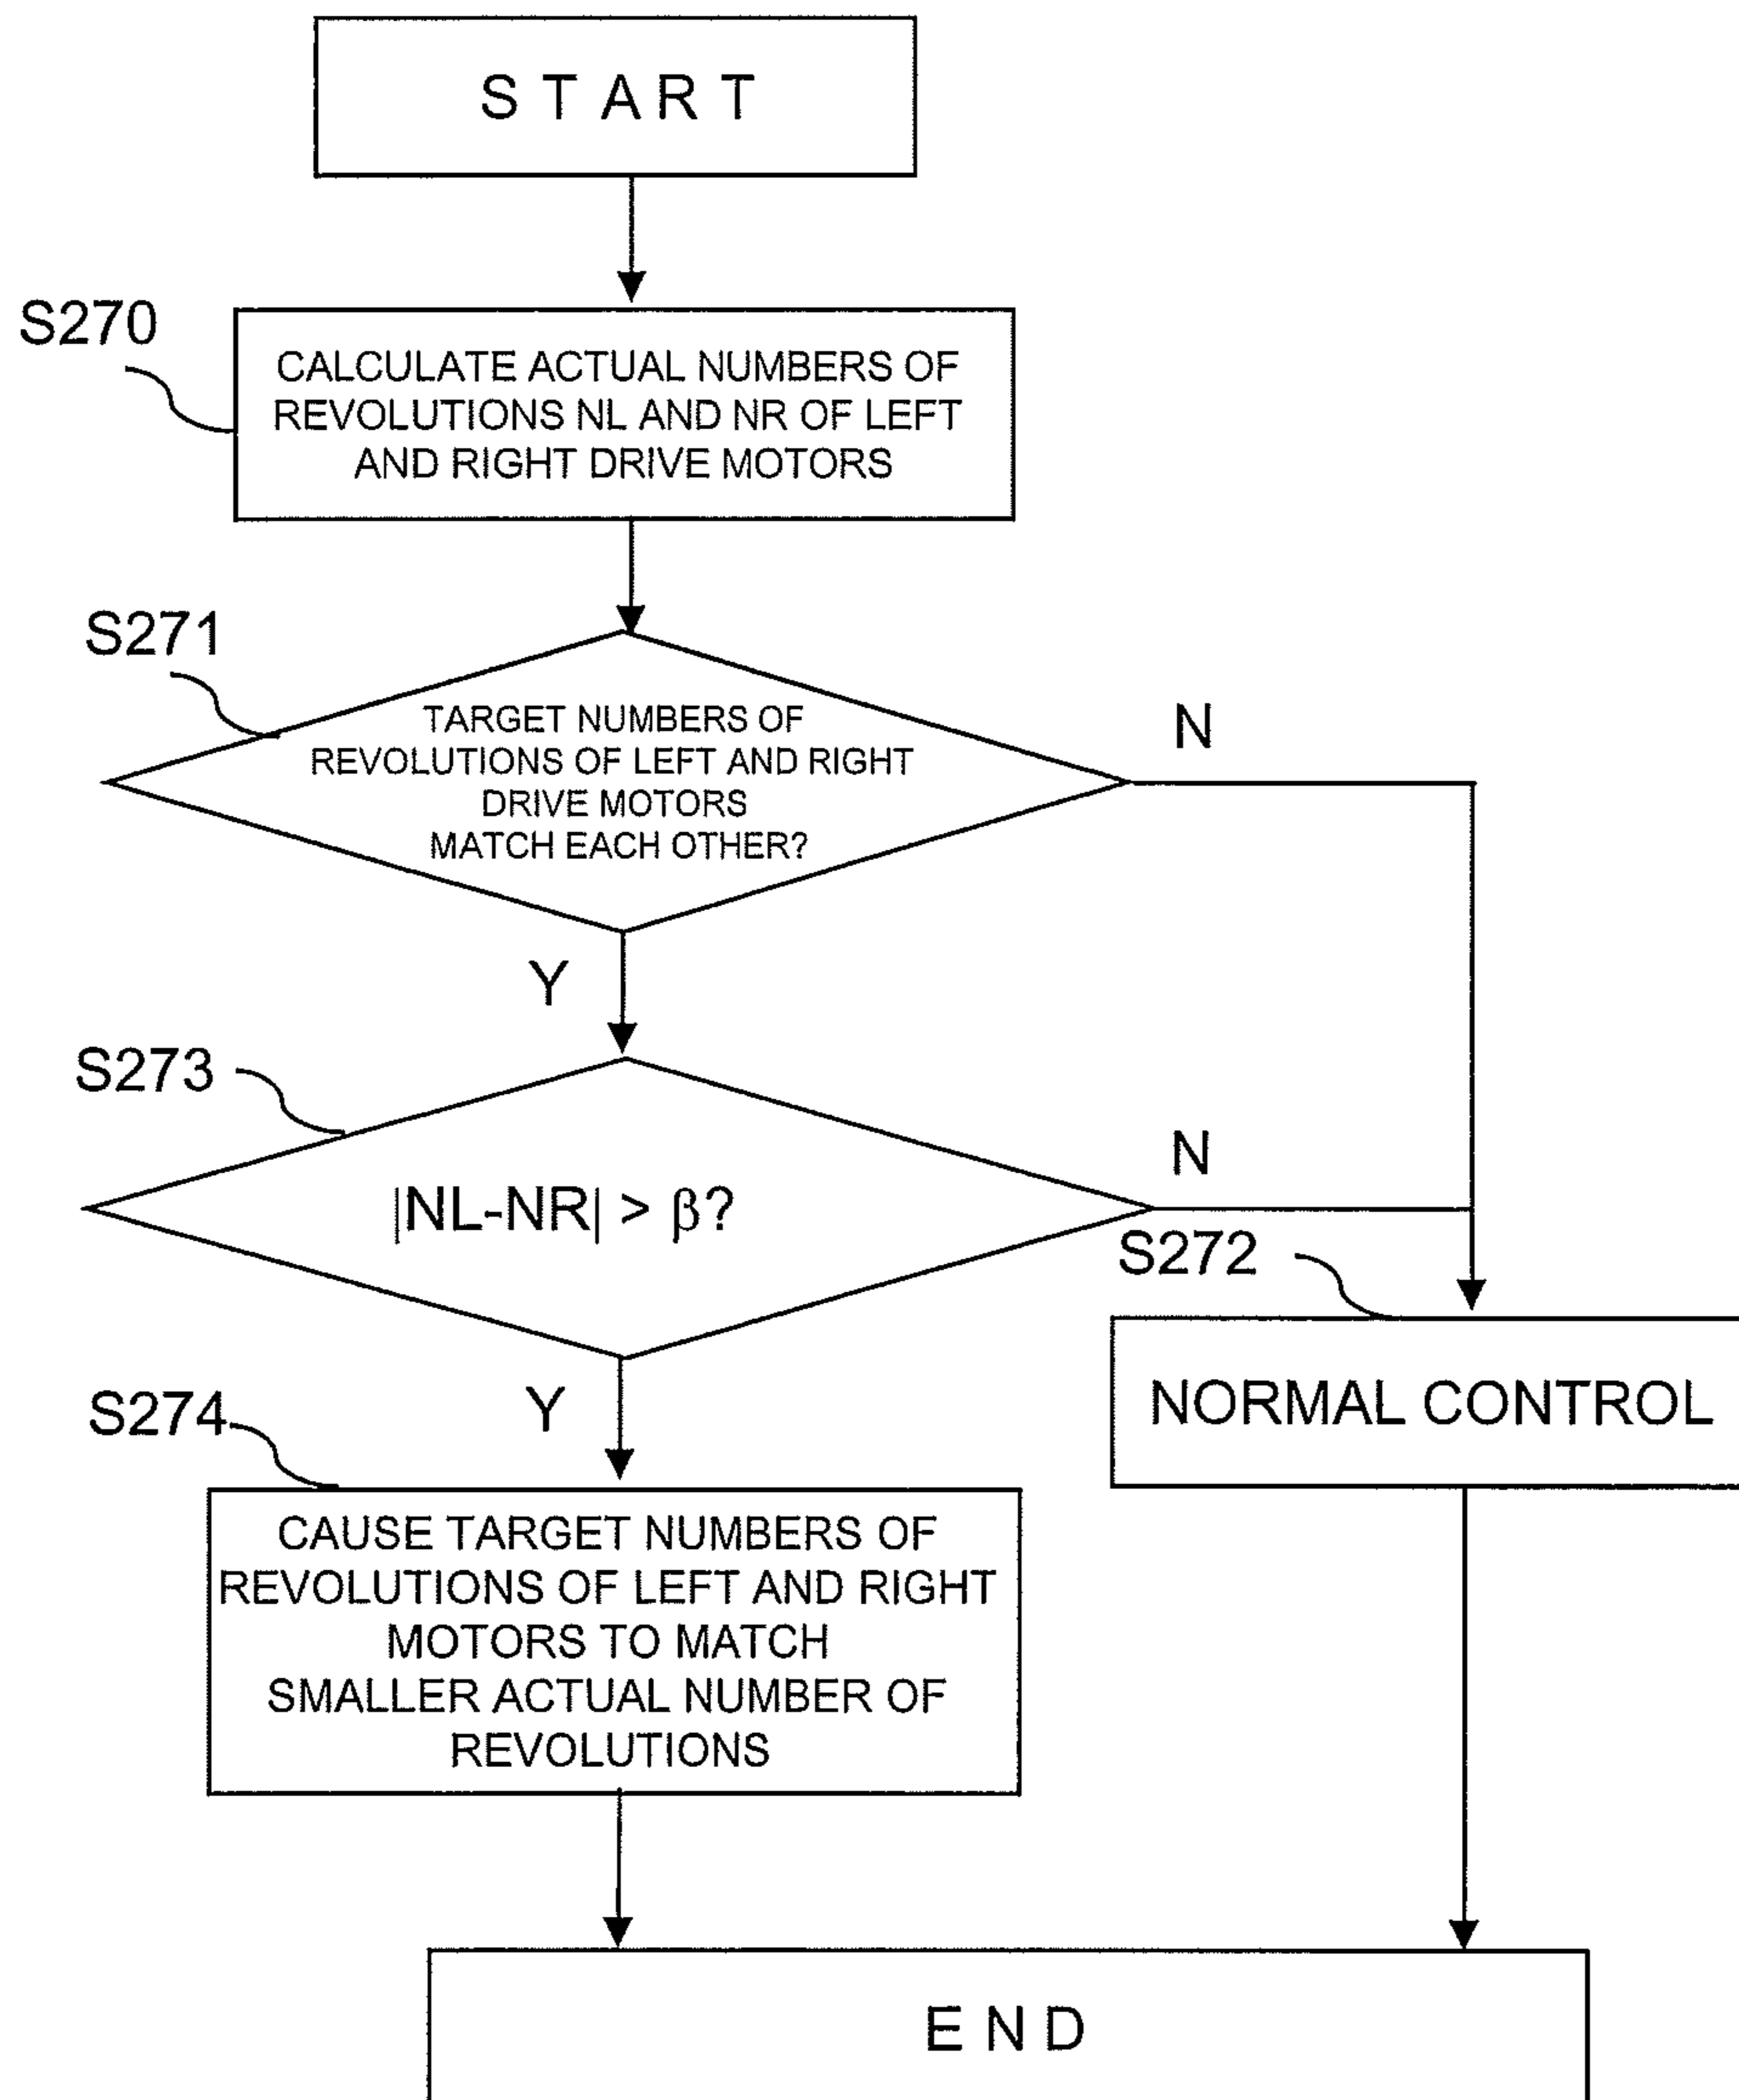 START
S270
CALCULATE ACTUAL NUMBERS OF
REVOLUTIONS NL AND NR OF LEFT
AND RIGHT DRIVE MOTORS
S271
TARGET NUMBERS OF
REVOLUTIONS OF LEFT AND RIGHT
DRIVE MOTORS
MATCH EACH OTHER?
N
Y
S273
|NL-NR| > β?
N
S272
NORMAL CONTROL
Y
S274
CAUSE TARGET NUMBERS OF
REVOLUTIONS OF LEFT AND RIGHT
MOTORS TO MATCH
SMALLER ACTUAL NUMBER OF
REVOLUTIONS
END